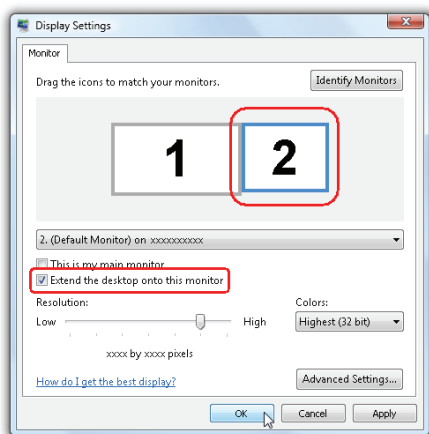 Display Settings
Monitor
Drag the icons to match your monitors.
Identify Monitors
1
2
2. (Default Monitor) on xxxxxxxxxx
This is my main monitor
Extend the desktop onto this monitor
Resolution:
Colors:
Low
High
Highest (32 bit)
xxxx by xxxx pixels
How do I get the best display?
Advanced Settings...
OK
Cancel
Apply